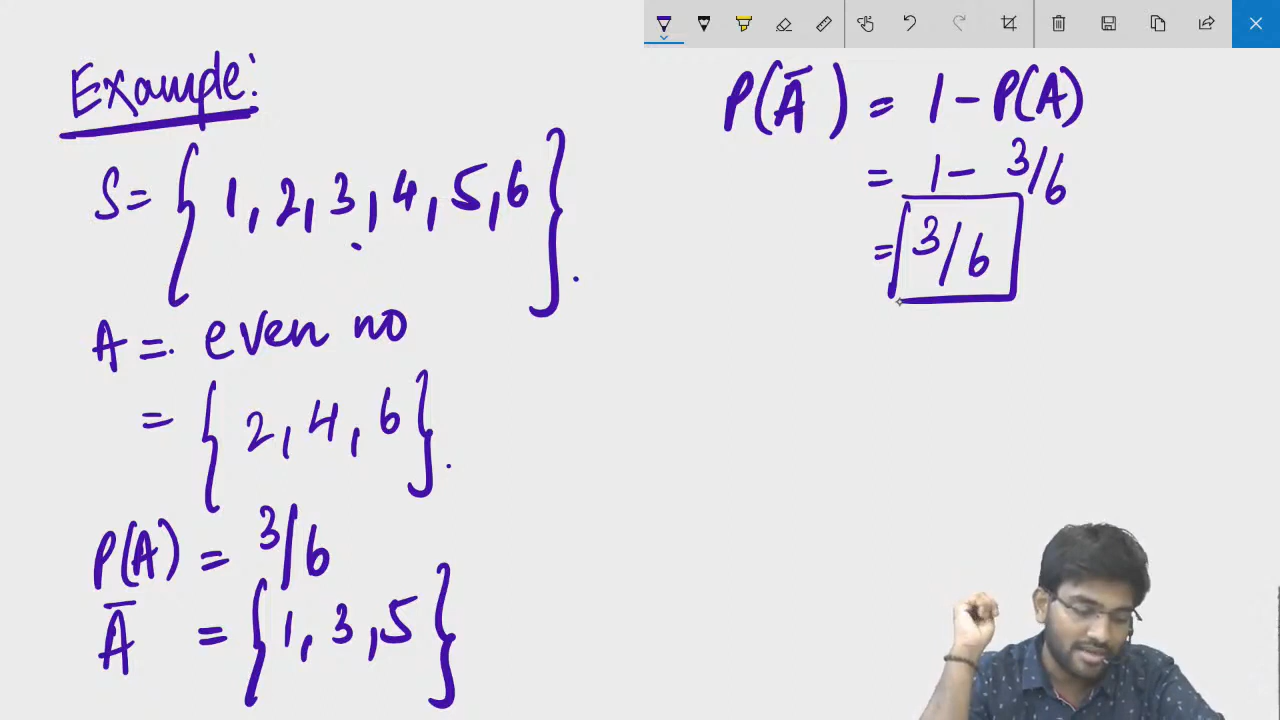 Example:
S = { 1, 2, 3, 4, 5, 6 }.
A = even no
= { 2, 4, 6 }.
P(A) = 3/6
Ā = { 1, 3, 5 }
P(Ā) = 1 - P(A)
= 1 - 3/6
= 3/6